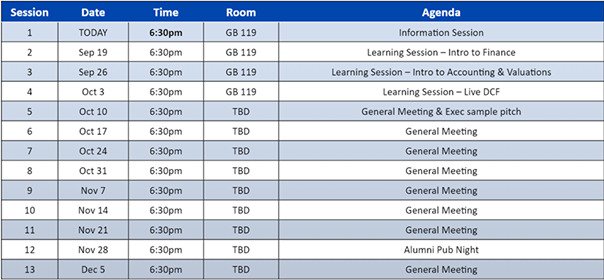 Session Date Time Room Agenda
1 TODAY 6:30pm GB 119 Information Session
2 Sep 19 6:30pm GB 119 Learning Session – Intro to Finance
3 Sep 26 6:30pm GB 119 Learning Session – Intro to Accounting & Valuations
4 Oct 3 6:30pm GB 119 Learning Session – Live DCF
5 Oct 10 6:30pm TBD General Meeting & Exec sample pitch
6 Oct 17 6:30pm TBD General Meeting
7 Oct 24 6:30pm TBD General Meeting
8 Oct 31 6:30pm TBD General Meeting
9 Nov 7 6:30pm TBD General Meeting
10 Nov 14 6:30pm TBD General Meeting
11 Nov 21 6:30pm TBD General Meeting
12 Nov 28 6:30pm TBD Alumni Pub Night
13 Dec 5 6:30pm TBD General Meeting